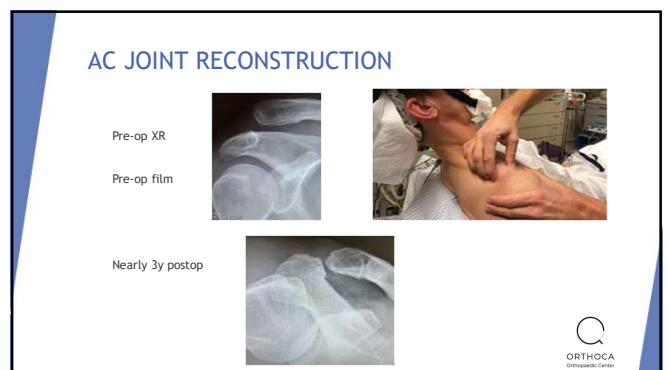 AC JOINT RECONSTRUCTION
Pre-op XR
Pre-op film
Nearly 3y postop
ORTHOCA
Orthopaedic Center